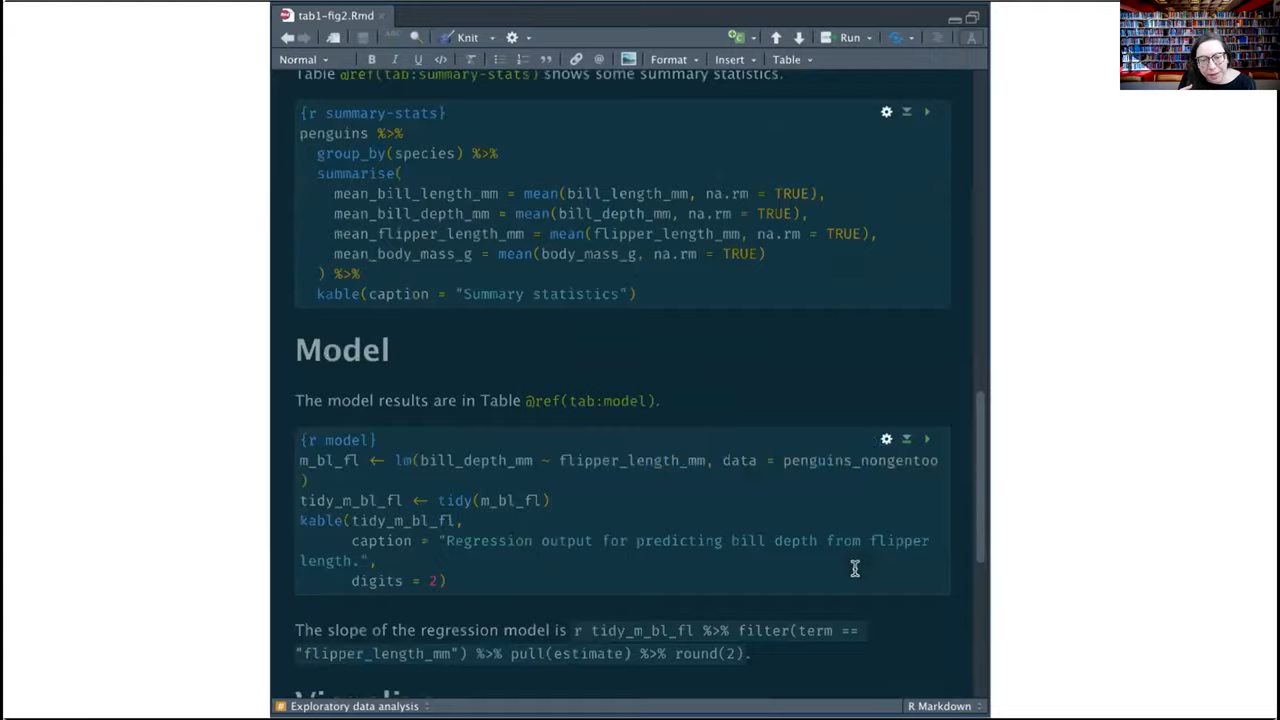 tab1-fig2.Rmd
Knit
Run
Normal
B I U </>
Format
Insert
Table
Table @ref(tab:summary-stats) shows some summary statistics.
{r summary-stats}
penguins %>%
group_by(species) %>%
summarise(
mean_bill_length_mm = mean(bill_length_mm, na.rm = TRUE),
mean_bill_depth_mm = mean(bill_depth_mm, na.rm = TRUE),
mean_flipper_length_mm = mean(flipper_length_mm, na.rm = TRUE),
mean_body_mass_g = mean(body_mass_g, na.rm = TRUE)
) %>%
kable(caption = "Summary statistics")
Model
The model results are in Table @ref(tab:model).
{r model}
m_bl_fl <- lm(bill_depth_mm ~ flipper_length_mm, data = penguins_nongentoo
)
tidy_m_bl_fl <- tidy(m_bl_fl)
kable(tidy_m_bl_fl,
caption = "Regression output for predicting bill depth from flipper
length.",
digits = 2)
The slope of the regression model is r tidy_m_bl_fl %>% filter(term ==
"flipper_length_mm") %>% pull(estimate) %>% round(2).
# Exploratory data analysis
R Markdown